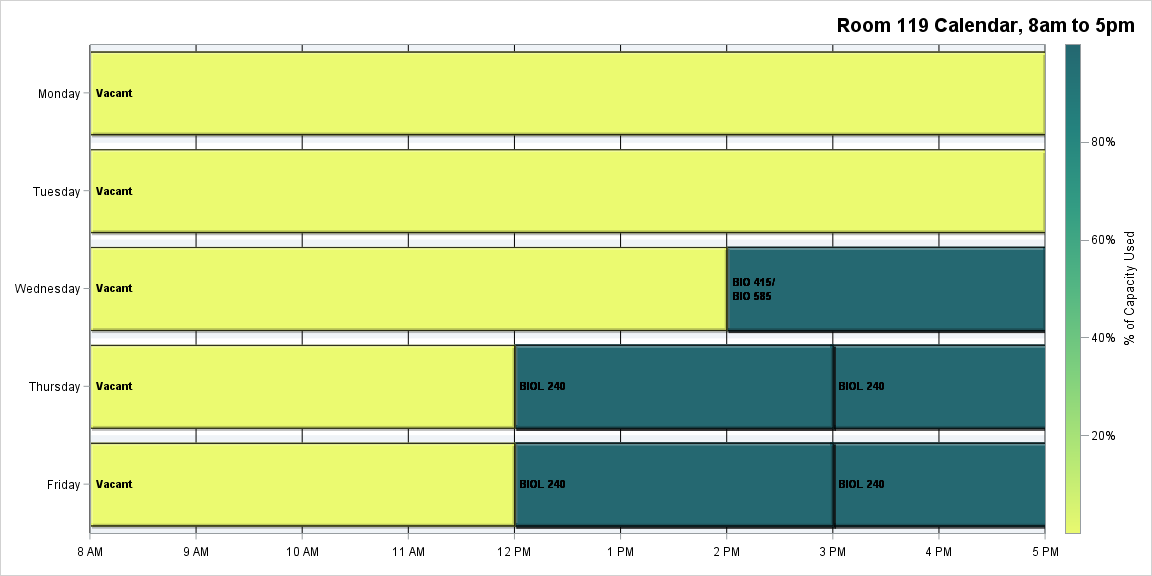 Room 119 Calendar, 8am to 5pm
Monday
Vacant
Tuesday
Vacant
Wednesday
Vacant
BIO 415/
BIO 585
Thursday
Vacant
BIOL 240
BIOL 240
Friday
Vacant
BIOL 240
BIOL 240
8 AM
9 AM
10 AM
11 AM
12 PM
1 PM
2 PM
3 PM
4 PM
5 PM
80%
60%
40%
20%
% of Capacity Used